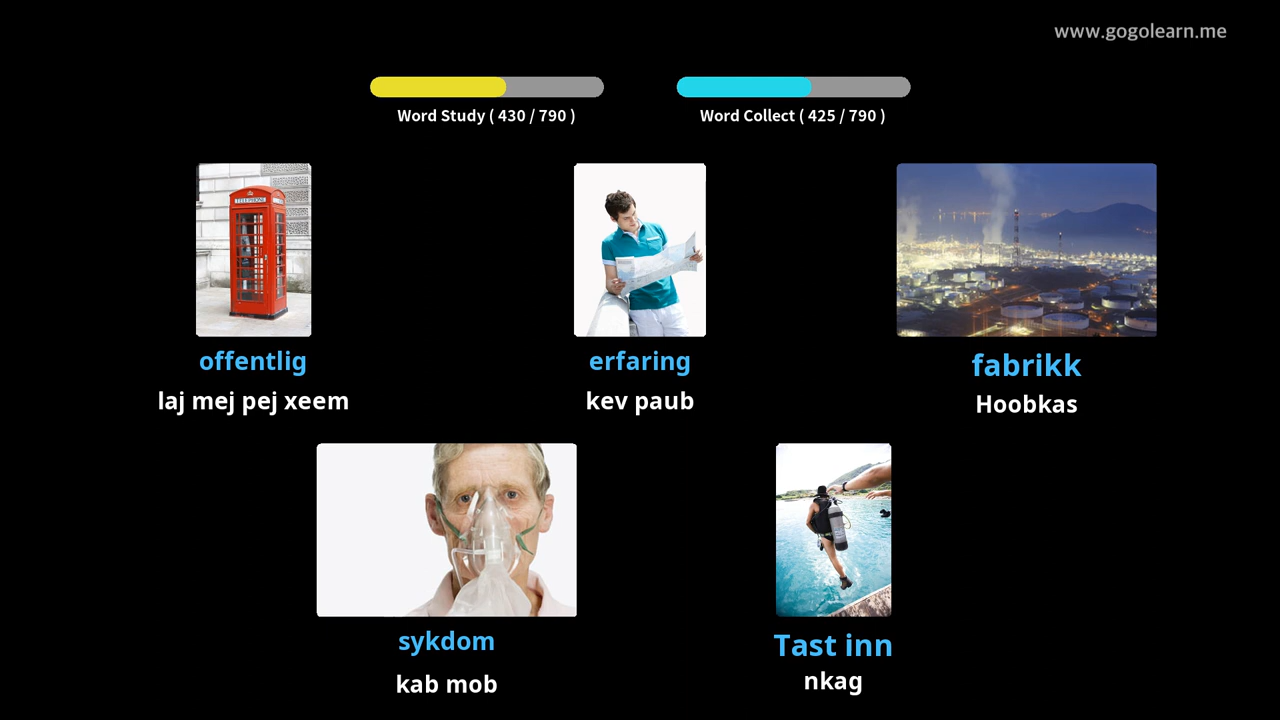 www.gogolearn.me
Word Study ( 430 / 790 )
Word Collect ( 425 / 790 )
TELEPHONE
offentlig
laj mej pej xeem
erfaring
kev paub
fabrikk
Hoobkas
sykdom
kab mob
Tast inn
nkag